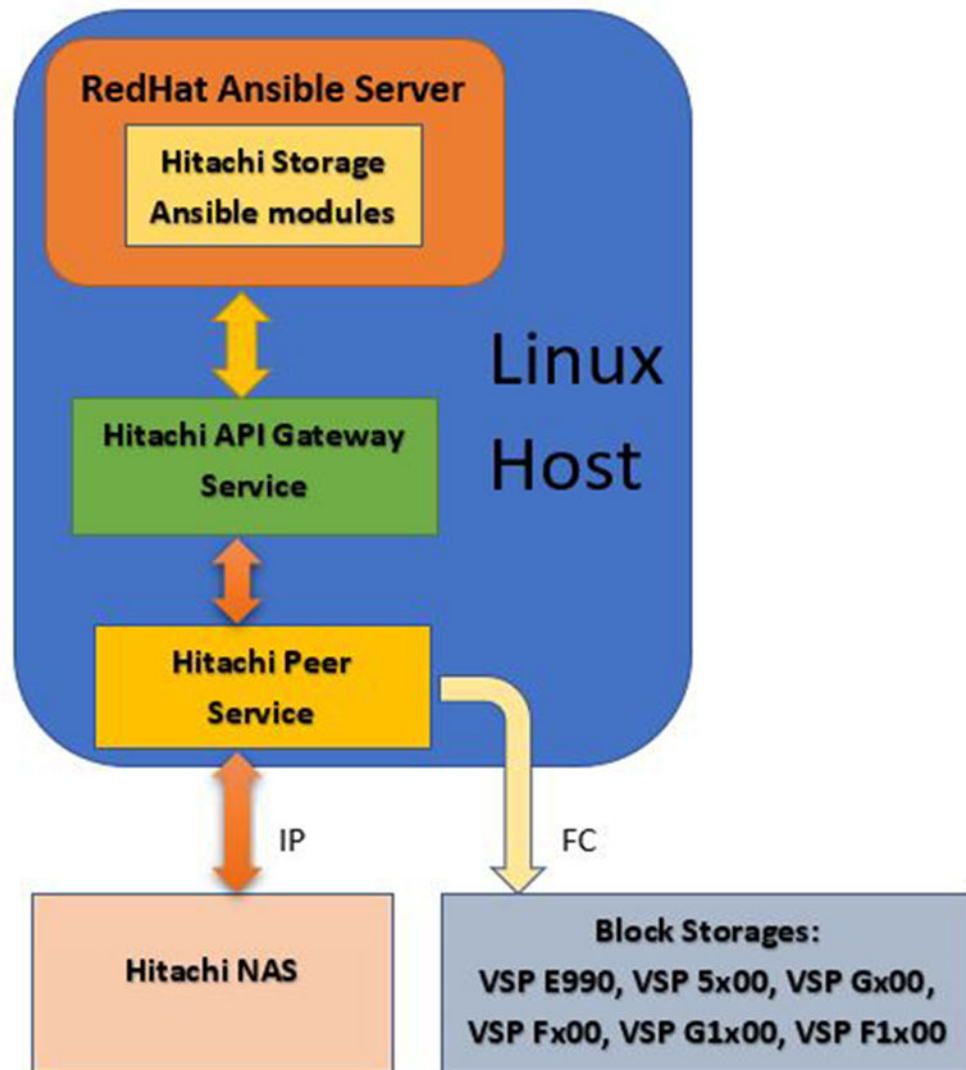 RedHat Ansible Server
Hitachi Storage
Ansible modules
Linux
Host
Hitachi API Gateway
Service
Hitachi Peer
Service
IP
FC
Hitachi NAS
Block Storages:
VSP E990, VSP 5x00, VSP Gx00,
VSP Fx00, VSP G1x00, VSP F1x00